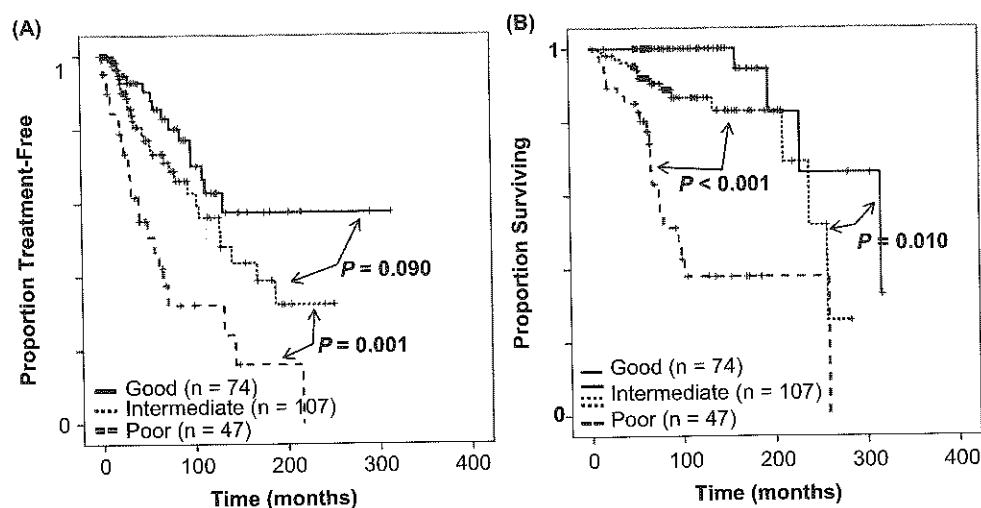 (A)
1
Proportion Treatment-Free
P = 0.090
P = 0.001
Good (n = 74)
Intermediate (n = 107)
Poor (n = 47)
0
0 100 200 300 400
Time (months)
(B)
1
Proportion Surviving
P < 0.001
P = 0.010
Good (n = 74)
Intermediate (n = 107)
Poor (n = 47)
0
0 100 200 300 400
Time (months)